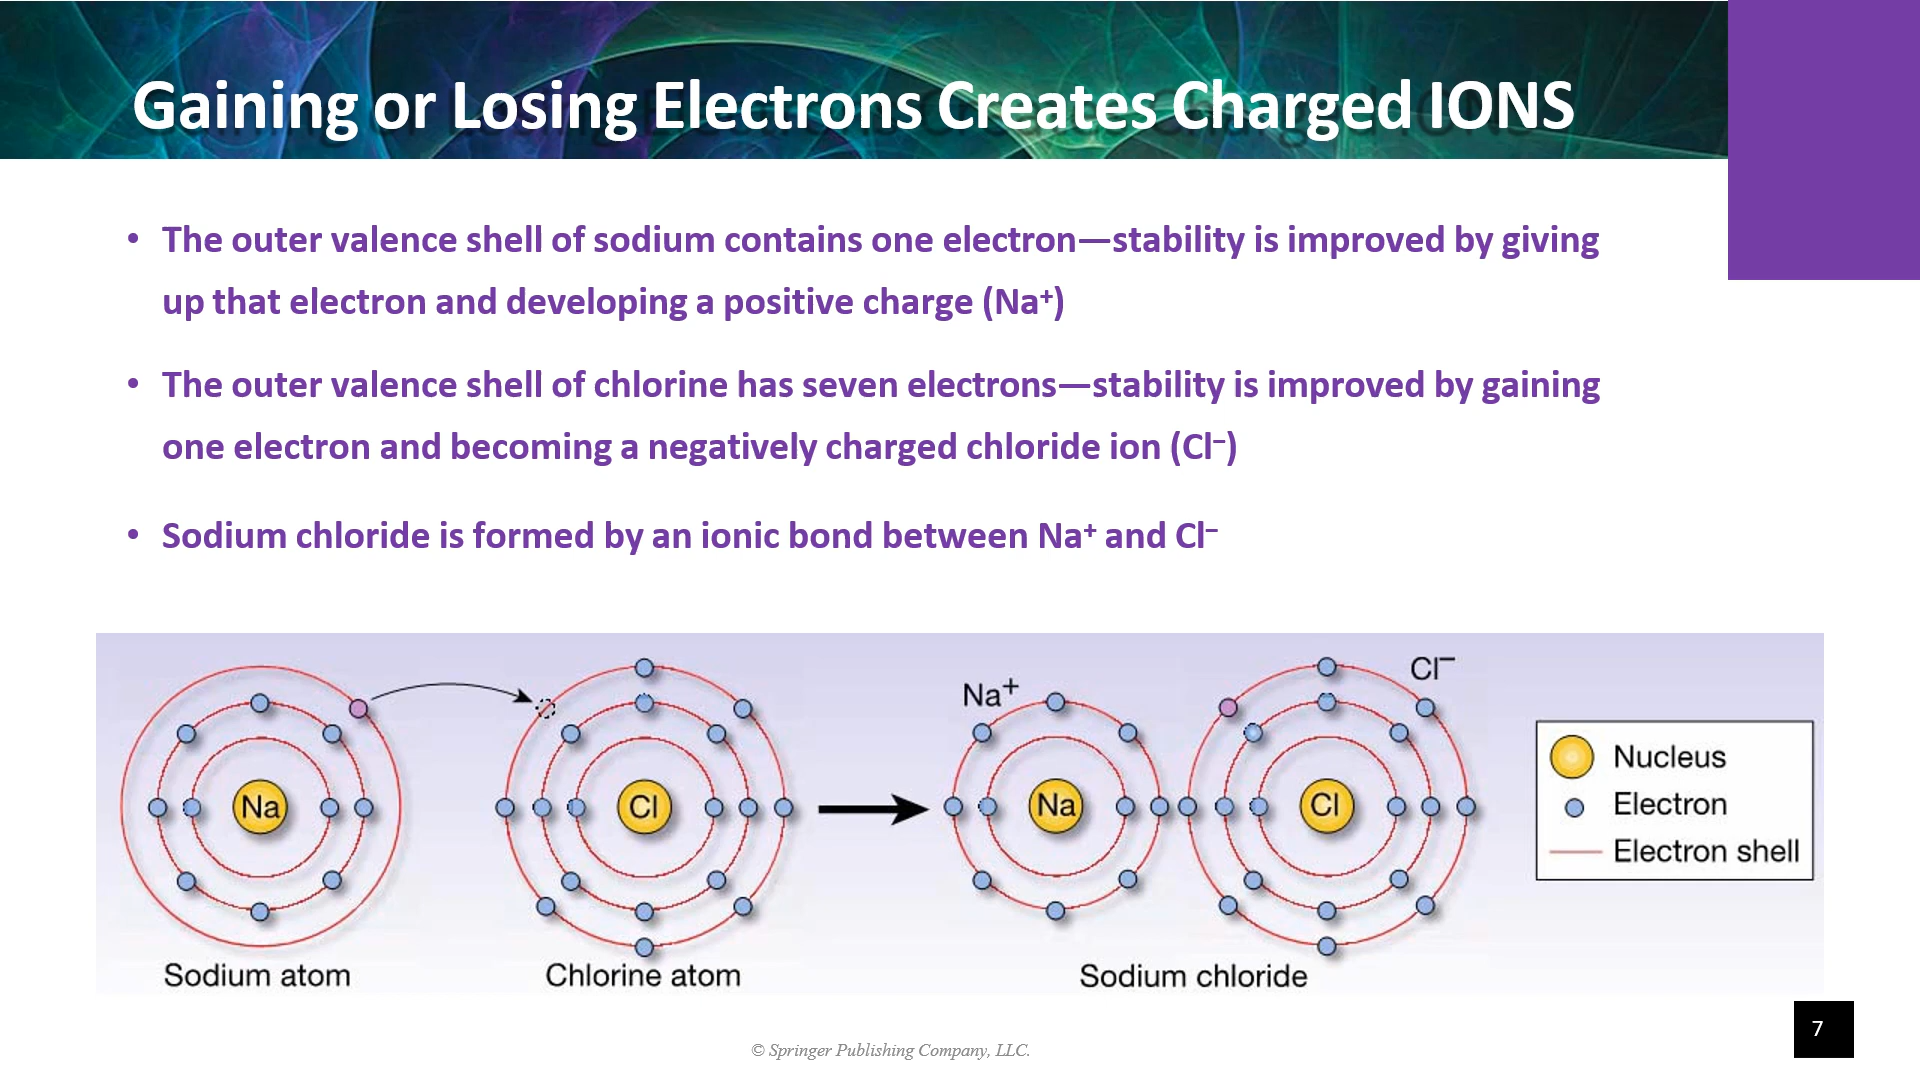 Gaining or Losing Electrons Creates Charged IONS
• The outer valence shell of sodium contains one electron—stability is improved by giving
up that electron and developing a positive charge (Na⁺)
• The outer valence shell of chlorine has seven electrons—stability is improved by gaining
one electron and becoming a negatively charged chloride ion (Cl⁻)
• Sodium chloride is formed by an ionic bond between Na⁺ and Cl⁻
Na
Sodium atom
Cl
Chlorine atom
Na⁺
Cl⁻
Na
Cl
Sodium chloride
Nucleus
Electron
Electron shell
© Springer Publishing Company, LLC.
7